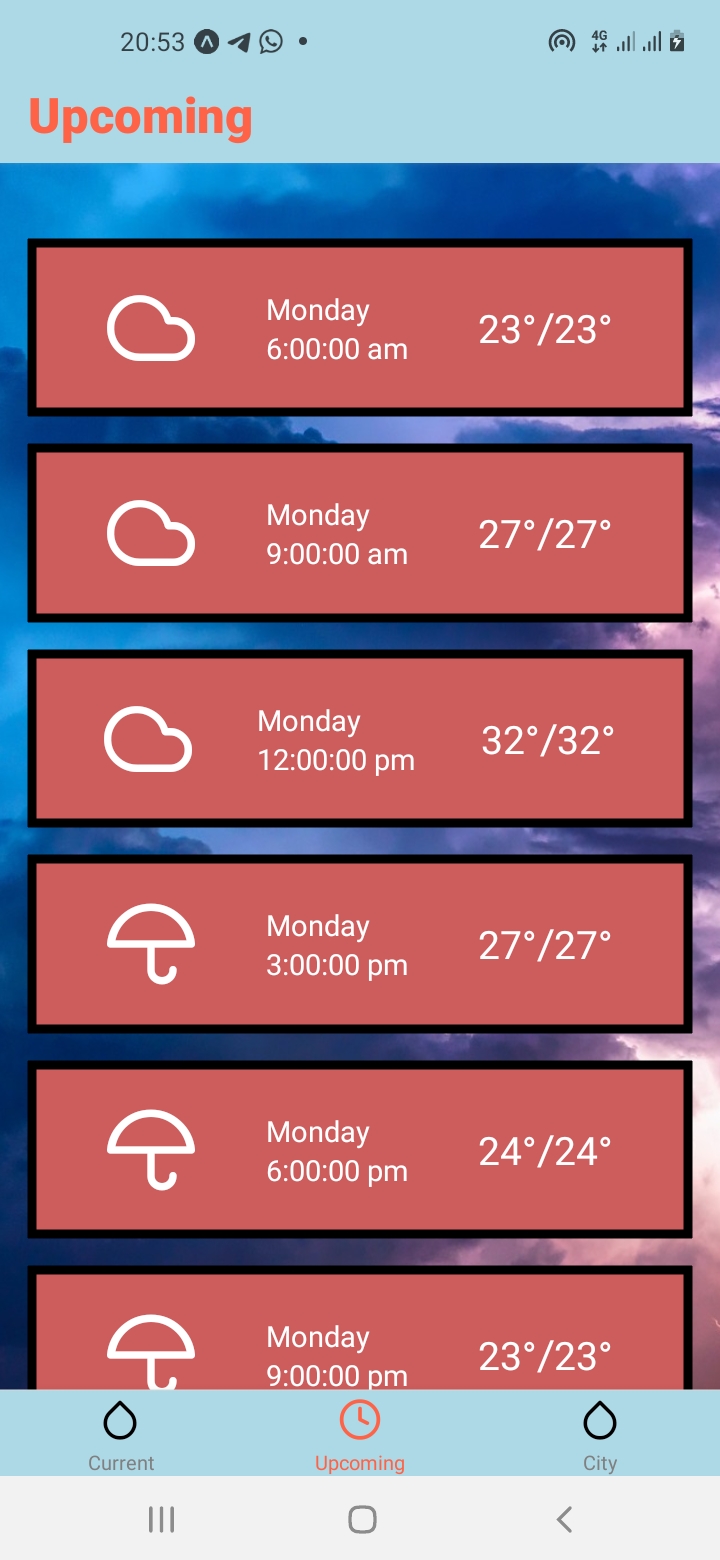 20:53
4G
Upcoming
Monday
6:00:00 am
23°/23°
Monday
9:00:00 am
27°/27°
Monday
12:00:00 pm
32°/32°
Monday
3:00:00 pm
27°/27°
Monday
6:00:00 pm
24°/24°
Monday
9:00:00 pm
23°/23°
Current
Upcoming
City